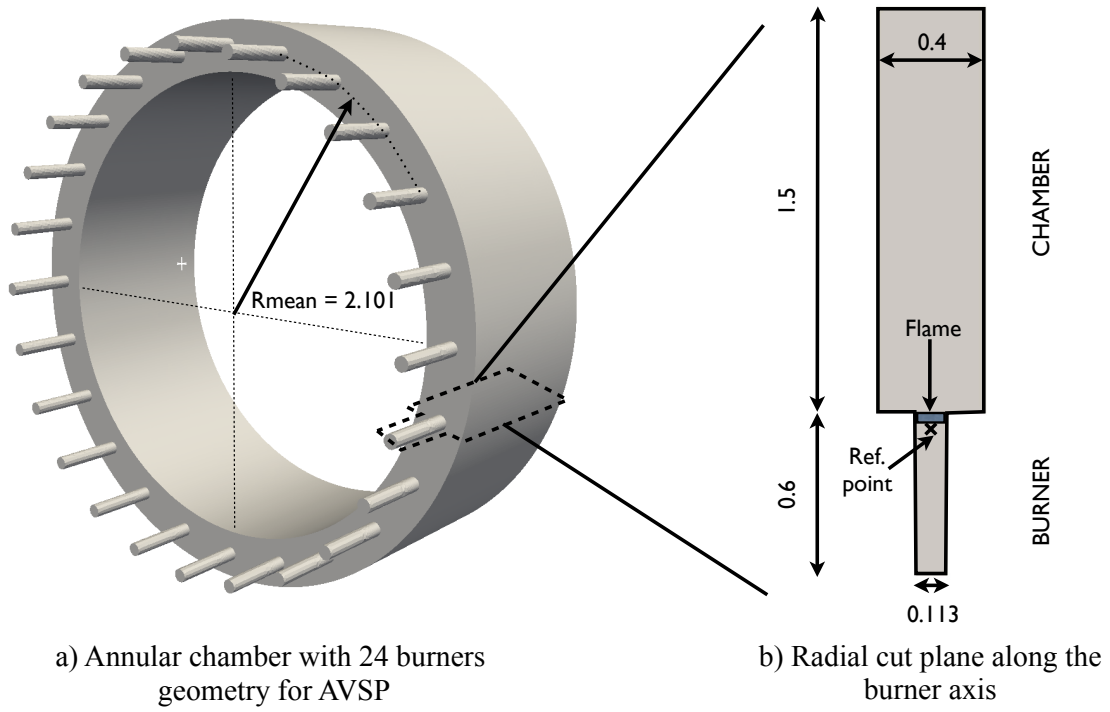 Rmean = 2.101
0.4
1.5
CHAMBER
Flame
Ref.
point
0.6
BURNER
0.113
a) Annular chamber with 24 burners
geometry for AVSP
b) Radial cut plane along the
burner axis